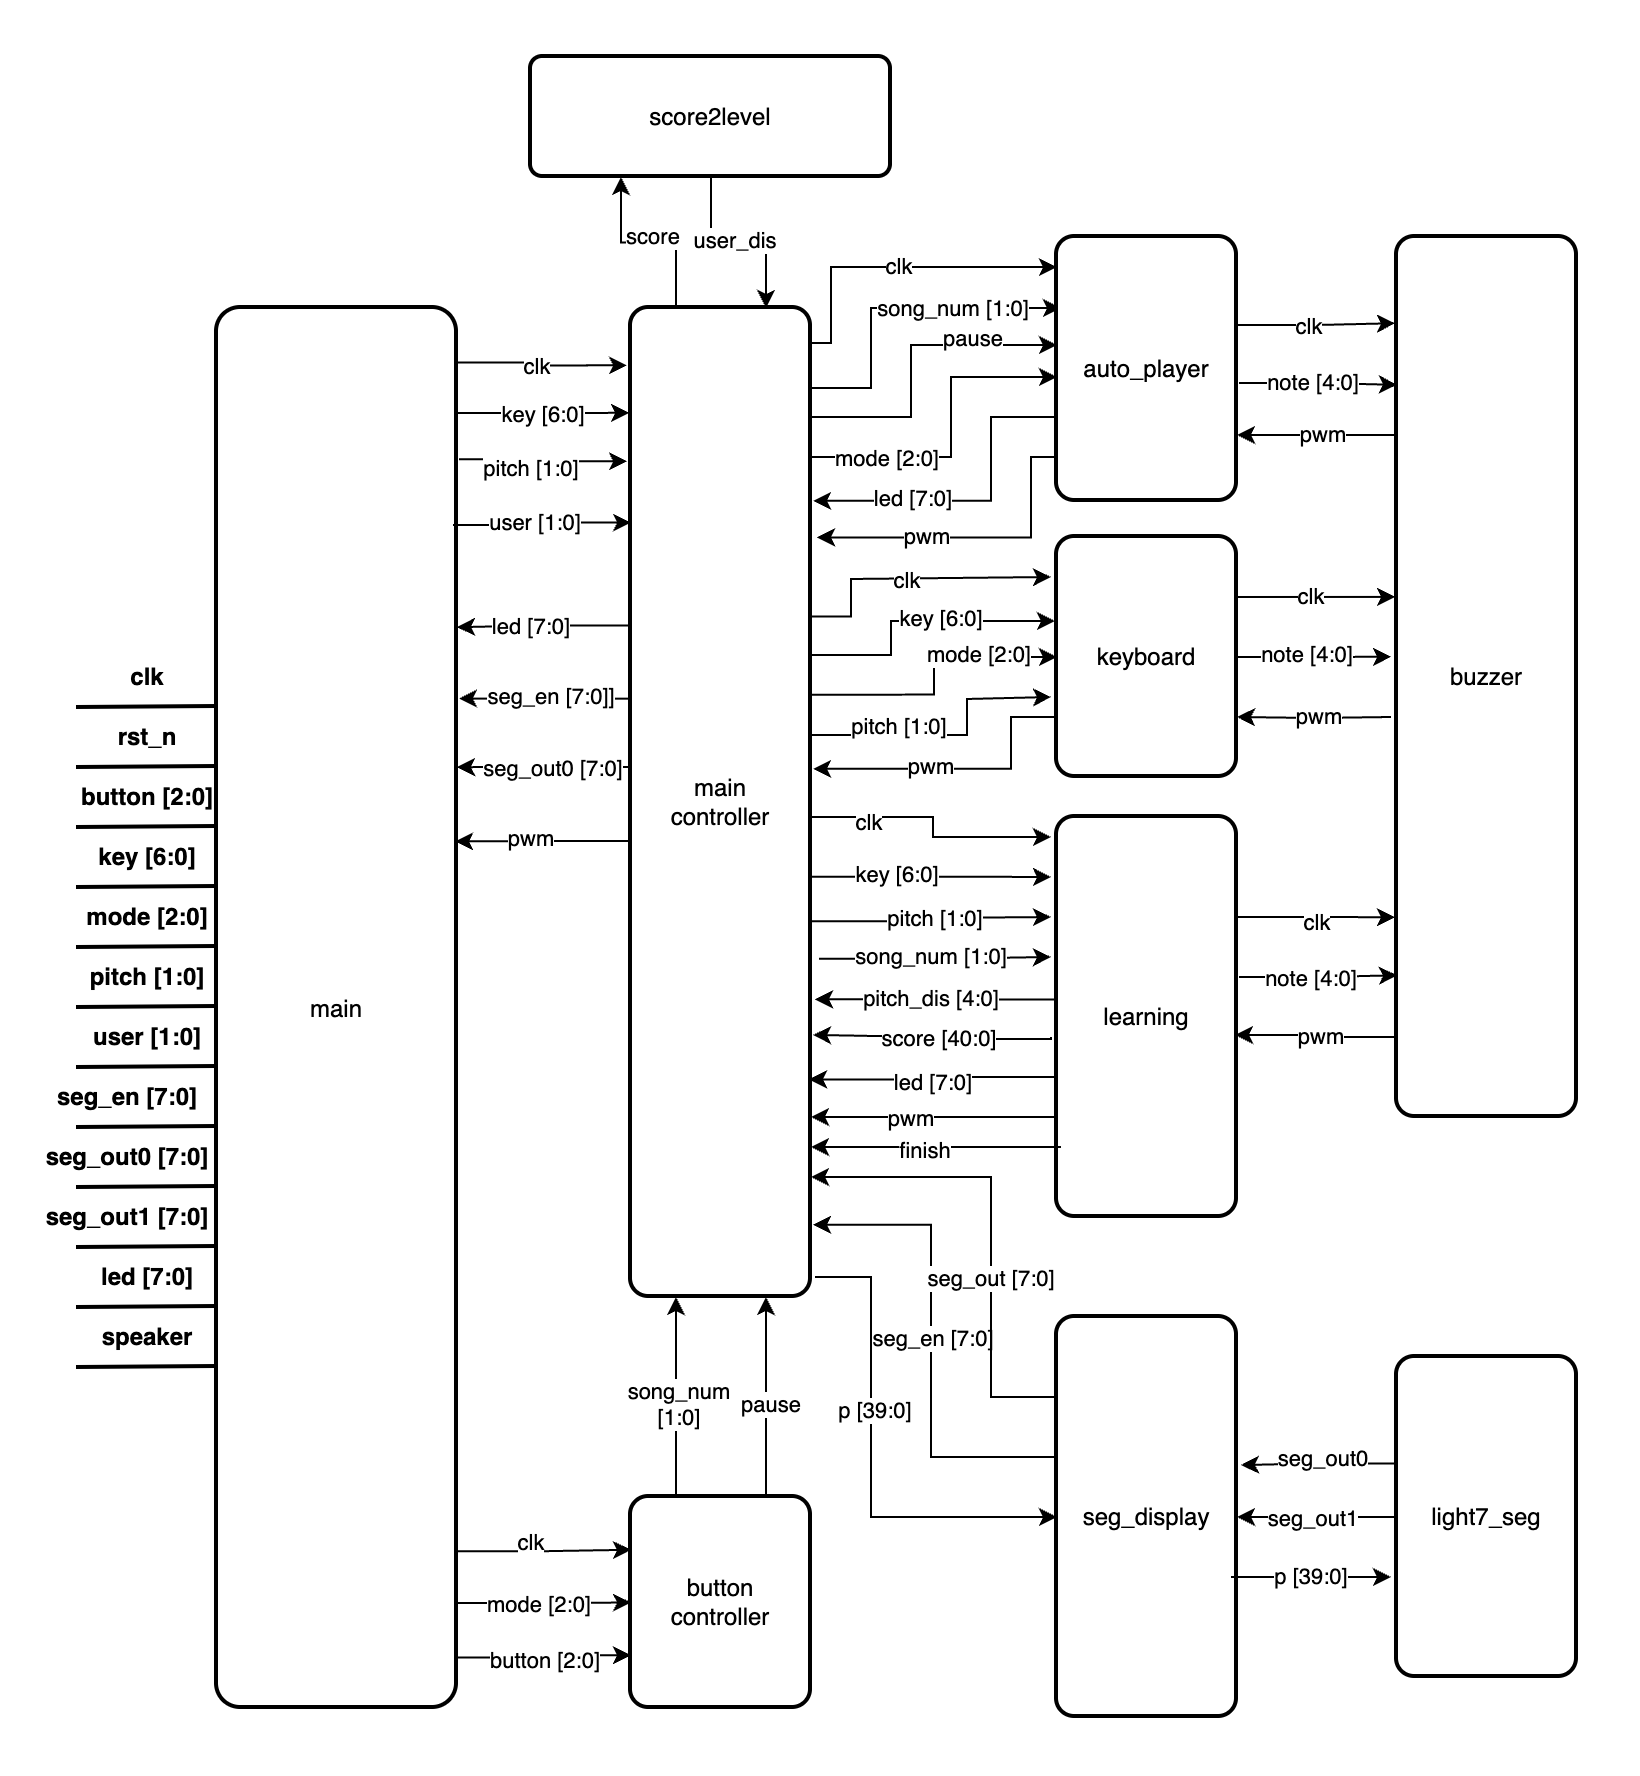 score2level
score
user_dis
clk
rst_n
button [2:0]
key [6:0]
mode [2:0]
pitch [1:0]
user [1:0]
seg_en [7:0]
seg_out0 [7:0]
seg_out1 [7:0]
led [7:0]
speaker
main
clk
key [6:0]
pitch [1:0]
user [1:0]
led [7:0]
seg_en [7:0]]
seg_out0 [7:0]
pwm
clk
mode [2:0]
button [2:0]
main
controller
song_num
[1:0]
pause
button
controller
clk
song_num [1:0]
pause
mode [2:0]
led [7:0]
pwm
clk
key [6:0]
mode [2:0]
pitch [1:0]
pwm
clk
key [6:0]
pitch [1:0]
song_num [1:0]
pitch_dis [4:0]
score [40:0]
led [7:0]
pwm
finish
seg_out [7:0]
seg_en [7:0]
p [39:0]
auto_player
keyboard
learning
seg_display
clk
note [4:0]
pwm
clk
note [4:0]
pwm
clk
note [4:0]
pwm
seg_out0
seg_out1
p [39:0]
buzzer
light7_seg